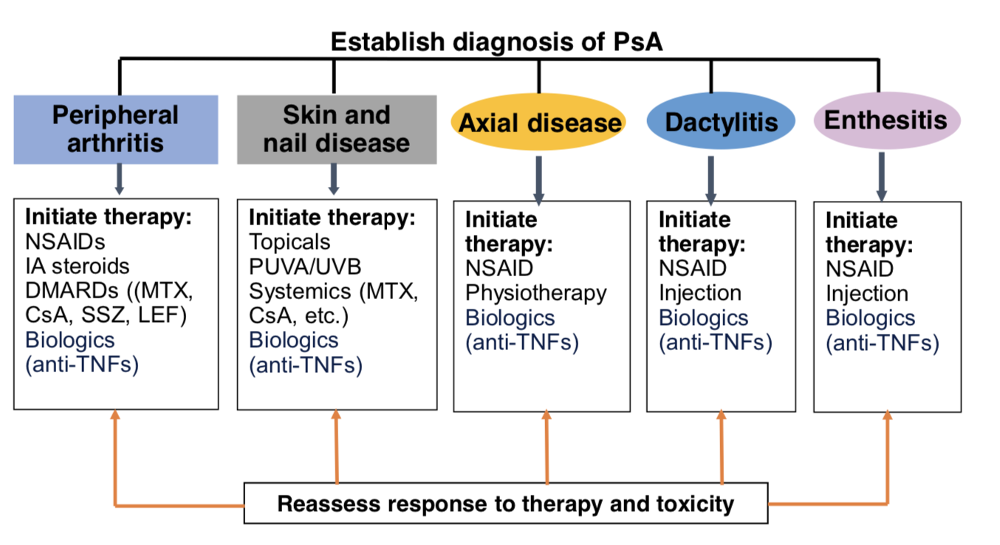 Establish diagnosis of PsA
Peripheral
arthritis
Skin and
nail disease
Axial disease
Dactylitis
Enthesitis
Initiate therapy:
NSAIDs
IA steroids
DMARDs ((MTX,
CsA, SSZ, LEF)
Biologics
(anti-TNFs)
Initiate therapy:
Topicals
PUVA/UVB
Systemics (MTX,
CsA, etc.)
Biologics
(anti-TNFs)
Initiate
therapy:
NSAID
Physiotherapy
Biologics
(anti-TNFs)
Initiate
therapy:
NSAID
Injection
Biologics
(anti-TNFs)
Initiate
therapy:
NSAID
Injection
Biologics
(anti-TNFs)
Reassess response to therapy and toxicity